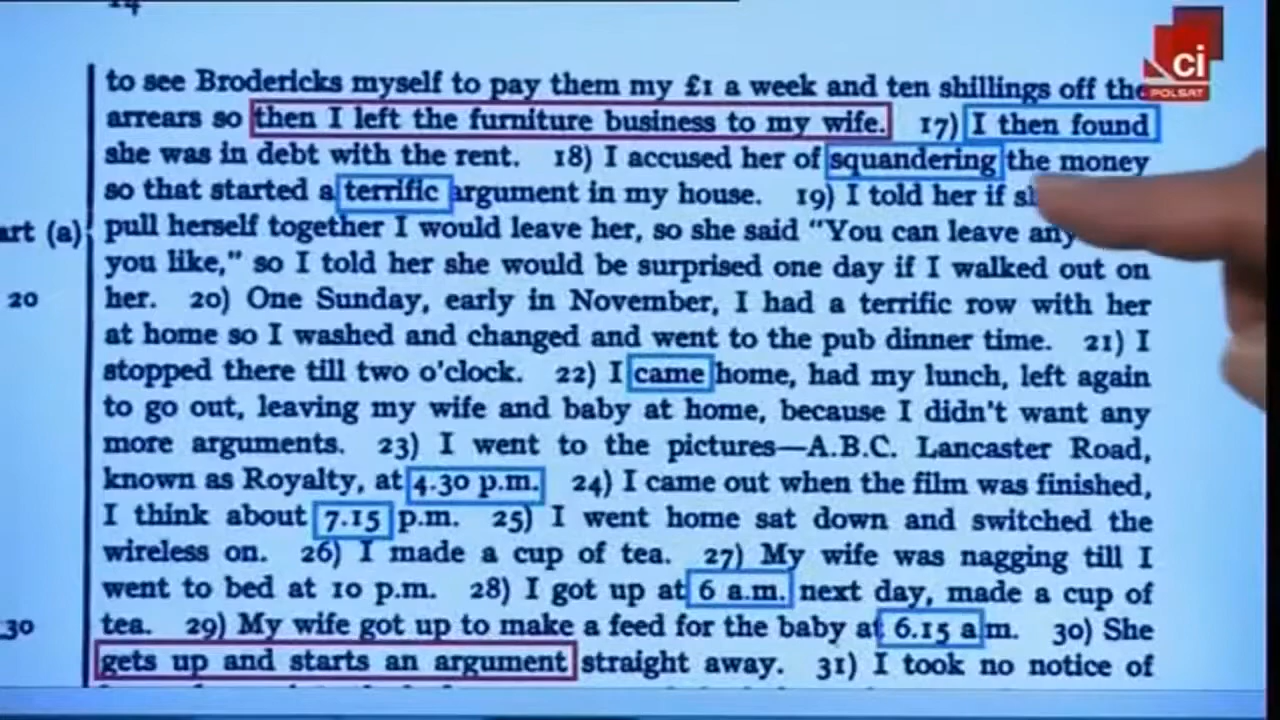 14
ci
POLSAT
to see Brodericks myself to pay them my £1 a week and ten shillings off the
arrears so then I left the furniture business to my wife. 17) I then found
she was in debt with the rent. 18) I accused her of squandering the money
so that started a terrific argument in my house. 19) I told her if
art (a) pull herself together I would leave her, so she said "You can leave any
you like," so I told her she would be surprised one day if I walked out on
20 her. 20) One Sunday, early in November, I had a terrific row with her
at home so I washed and changed and went to the pub dinner time. 21) I
stopped there till two o'clock. 22) I came home, had my lunch, left again
to go out, leaving my wife and baby at home, because I didn't want any
more arguments. 23) I went to the pictures—A.B.C. Lancaster Road,
known as Royalty, at 4.30 p.m. 24) I came out when the film was finished,
I think about 7.15 p.m. 25) I went home sat down and switched the
wireless on. 26) I made a cup of tea. 27) My wife was nagging till I
went to bed at 10 p.m. 28) I got up at 6 a.m. next day, made a cup of
30 tea. 29) My wife got up to make a feed for the baby at 6.15 a.m. 30) She
gets up and starts an argument straight away. 31) I took no notice of